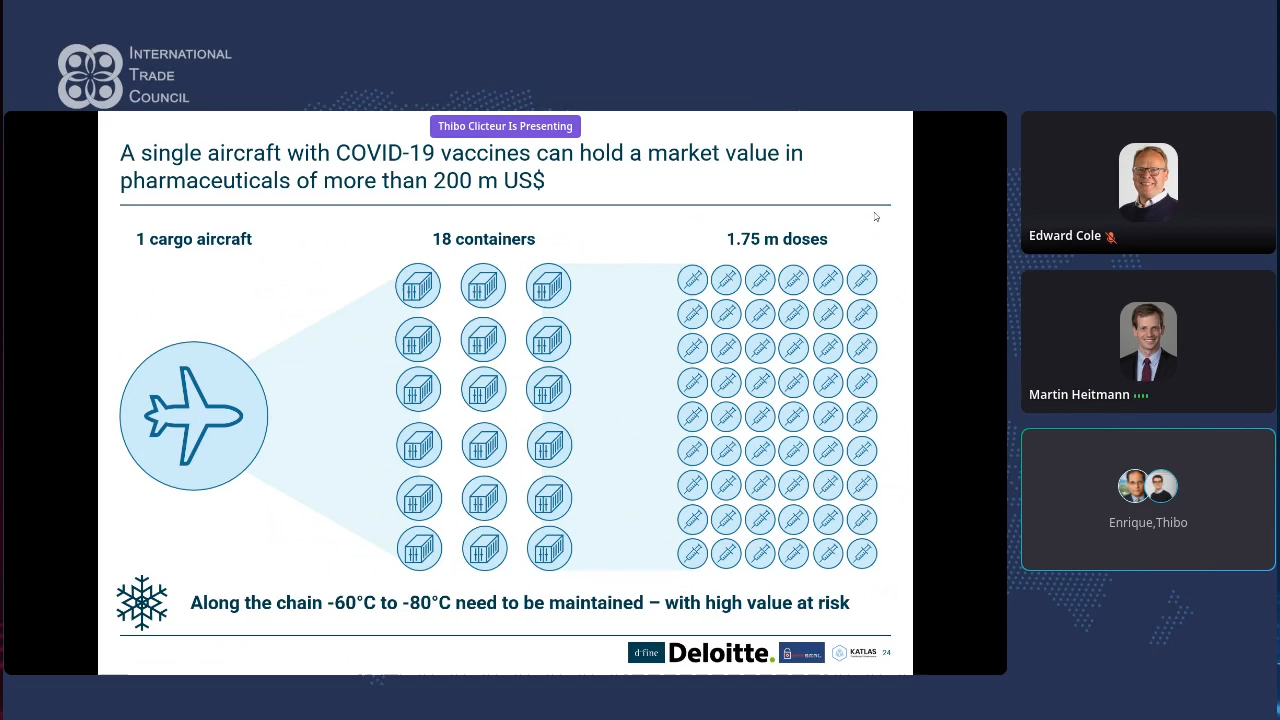 INTERNATIONAL
TRADE
COUNCIL
Thibo Clicteur Is Presenting
A single aircraft with COVID-19 vaccines can hold a market value in
pharmaceuticals of more than 200 m US$
1 cargo aircraft
18 containers
1.75 m doses
Along the chain -60°C to -80°C need to be maintained – with high value at risk
d-fine
Deloitte.
KATLAS
24
Edward Cole
Martin Heitmann
Enrique,Thibo